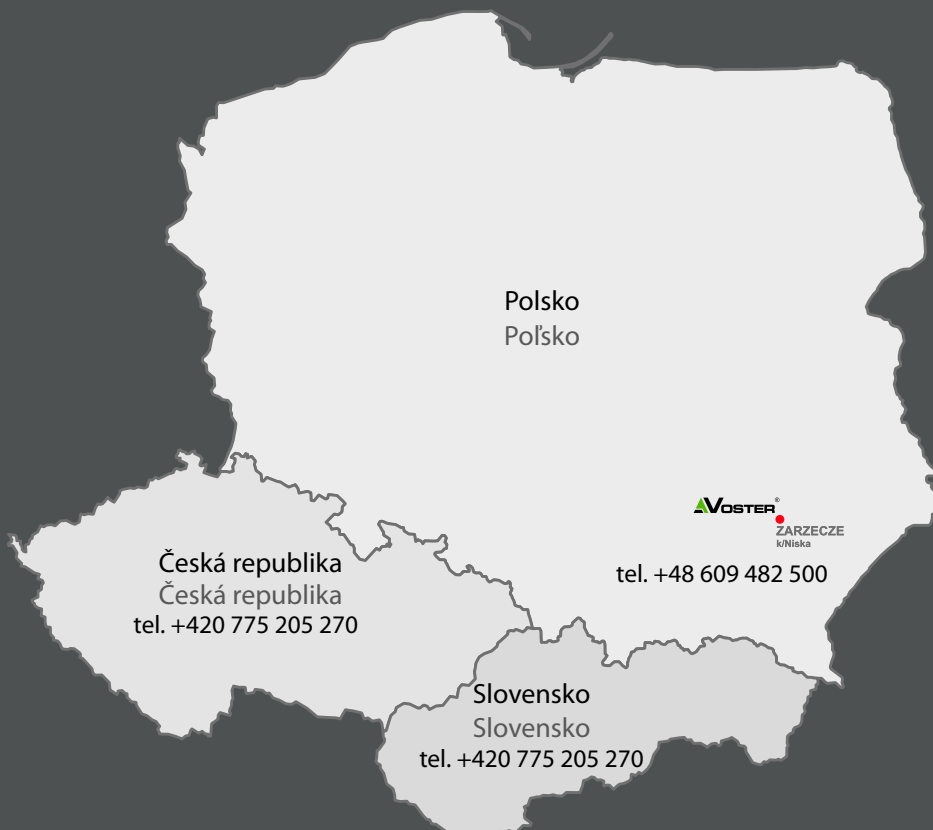 Polsko
Poľsko
VOSTER®
ZARZECZE
k/Niska
tel. +48 609 482 500
Česká republika
Česká republika
tel. +420 775 205 270
Slovensko
Slovensko
tel. +420 775 205 270